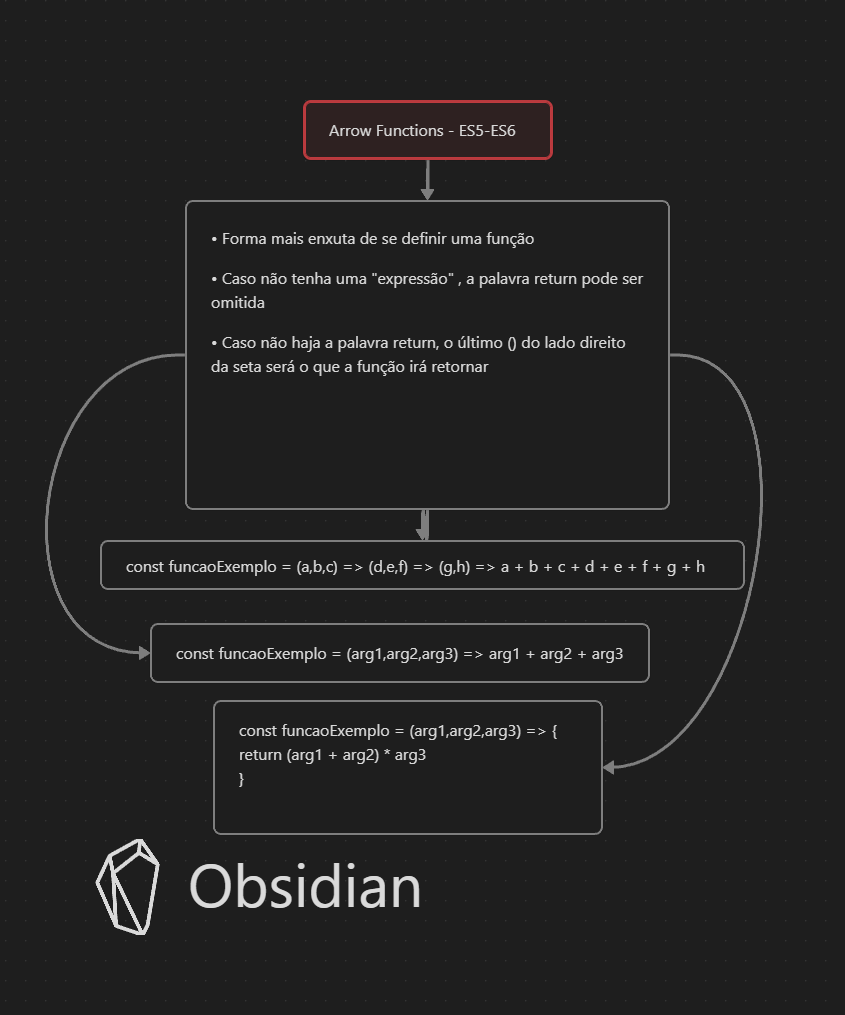 Arrow Functions - ES5-ES6
• Forma mais enxuta de se definir uma função
• Caso não tenha uma "expressão" , a palavra return pode ser
omitida
• Caso não haja a palavra return, o último () do lado direito
da seta será o que a função irá retornar
const funcaoExemplo = (a,b,c) => (d,e,f) => (g,h) => a + b + c + d + e + f + g + h
const funcaoExemplo = (arg1,arg2,arg3) => arg1 + arg2 + arg3
const funcaoExemplo = (arg1,arg2,arg3) => {
return (arg1 + arg2) * arg3
}
Obsidian